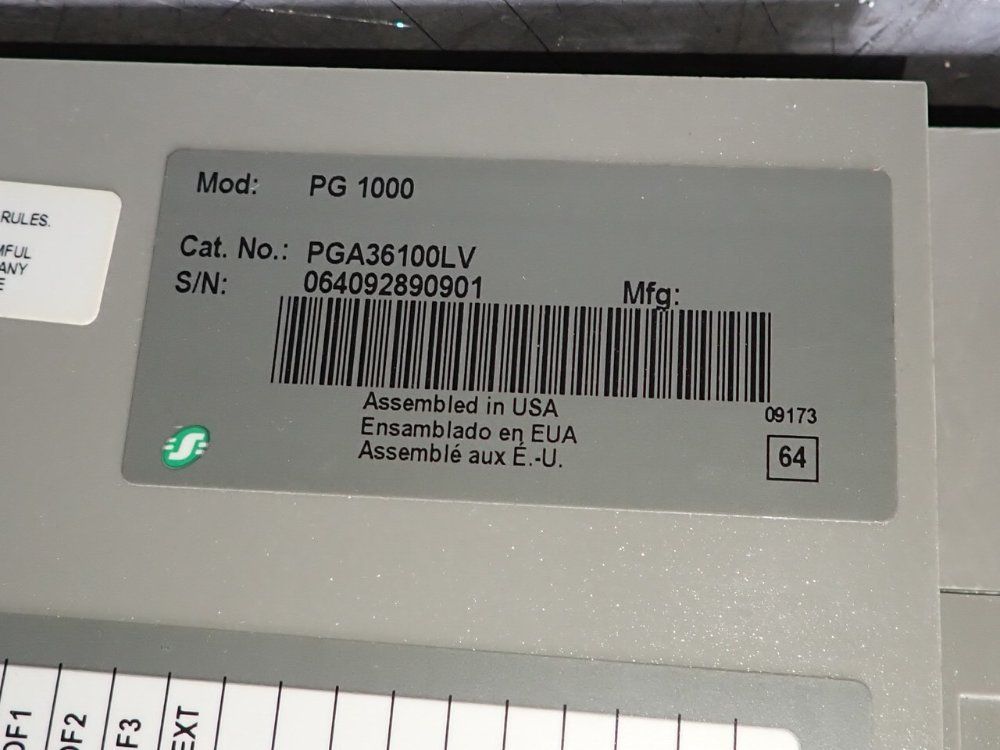 RULES.
ANY
Mod: PG 1000
Cat. No.: PGA36100LV
S/N: 064092890901
Mfg:
Assembled in USA
Ensamblado en EUA
Assemblé aux É.-U.
09173
64
OF1
OF2
F3
EXT